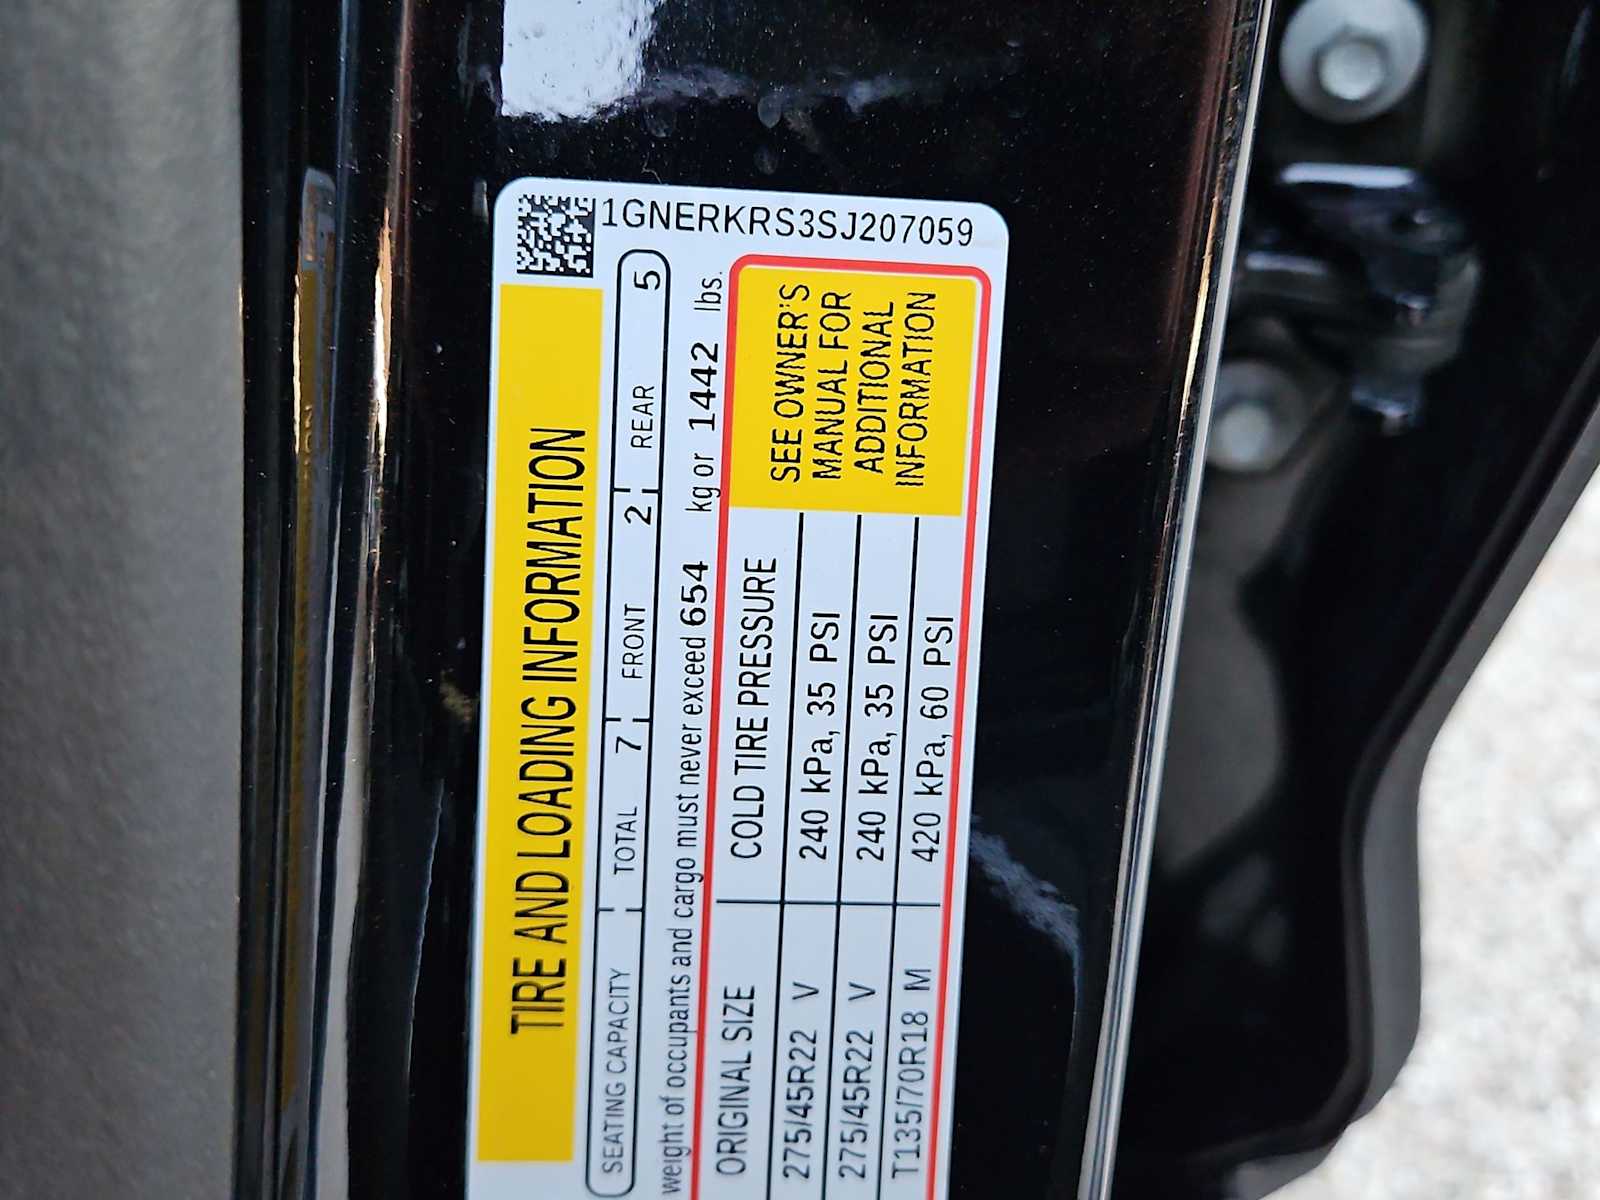 1GNERKRS3SJ207059
TIRE AND LOADING INFORMATION
SEATING CAPACITY TOTAL 7 FRONT 2 REAR 5
weight of occupants and cargo must never exceed 654 kg or 1442 lbs.
ORIGINAL SIZE COLD TIRE PRESSURE
275/45R22 V 240 kPa, 35 PSI
275/45R22 V 240 kPa, 35 PSI
T135/70R18 M 420 kPa, 60 PSI
SEE OWNER'S
MANUAL FOR
ADDITIONAL
INFORMATION